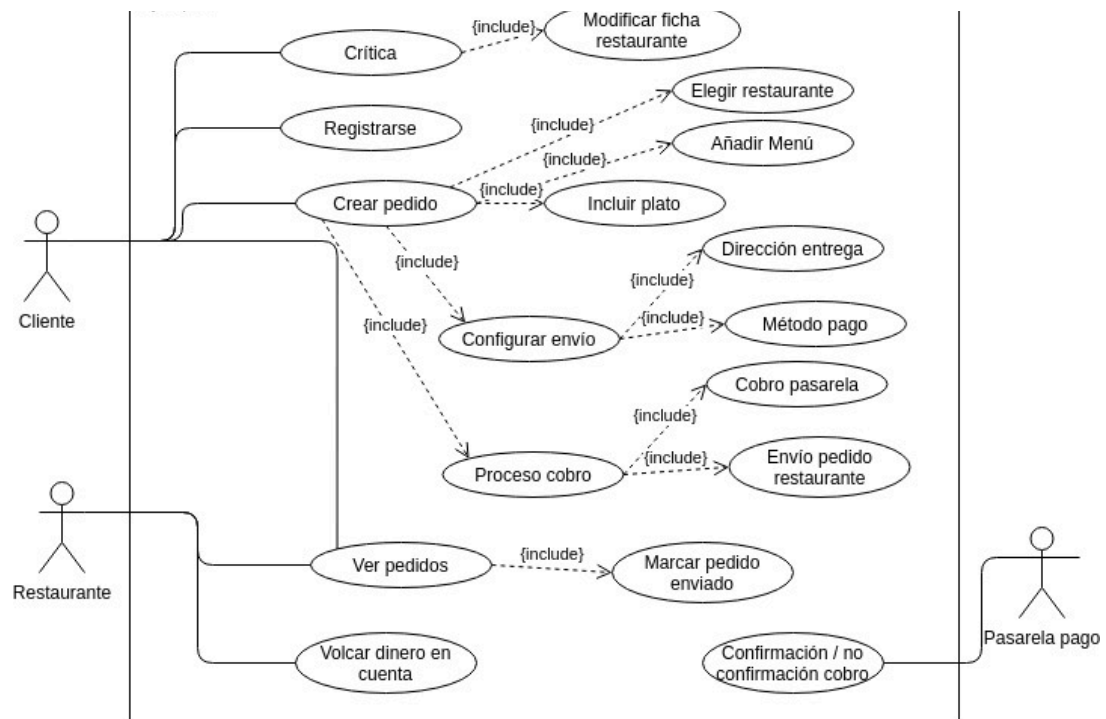 {include}
Modificar ficha
restaurante
Crítica
Elegir restaurante
{include}
Registrarse
Añadir Menú
{include}
{include}
Crear pedido
Incluir plato
Dirección entrega
{include}
{include}
Cliente
{include}
{include}
Método pago
Configurar envío
Cobro pasarela
{include}
{include}
Envío pedido
restaurante
Proceso cobro
Restaurante
{include}
Ver pedidos
Marcar pedido
enviado
Pasarela pago
Volcar dinero en
cuenta
Confirmación / no
confirmación cobro